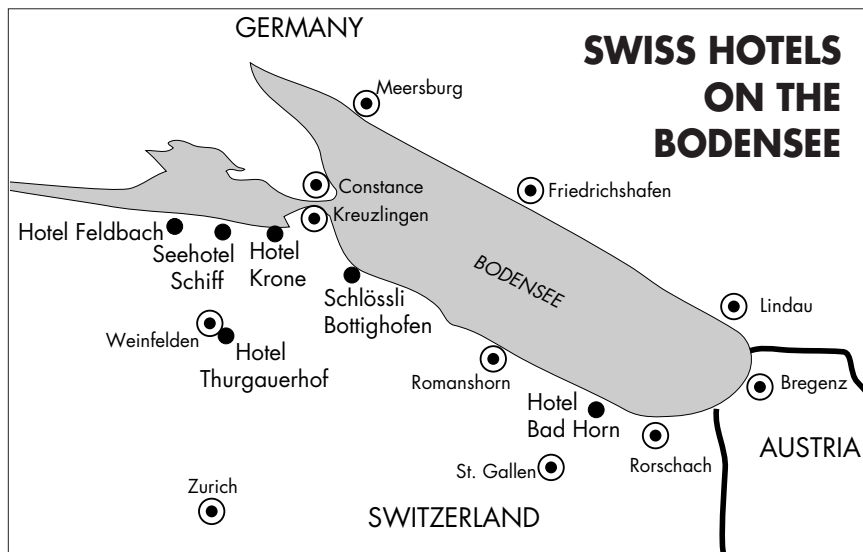 GERMANY
SWISS HOTELS
ON THE
BODENSEE
Meersburg
Constance
Friedrichshafen
Kreuzlingen
Hotel Feldbach
Seehotel
Schiff
Hotel
Krone
Schlössli
Bottighofen
BODENSEE
Lindau
Weinfelden
Hotel
Thurgauerhof
Romanshorn
Bregenz
Hotel
Bad Horn
AUSTRIA
St. Gallen
Rorschach
Zurich
SWITZERLAND